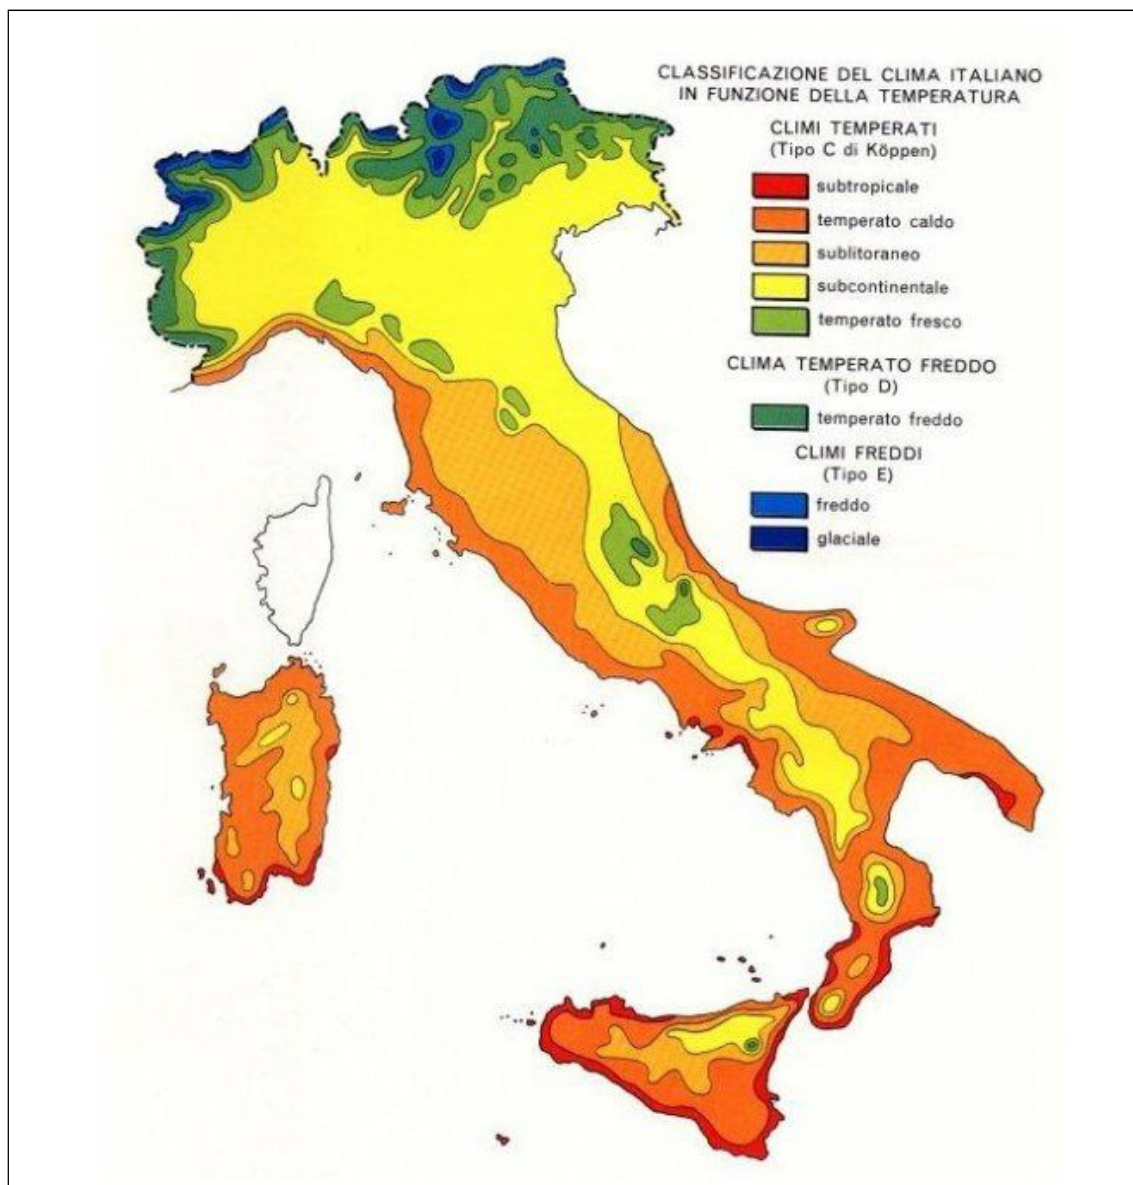 CLASSIFICAZIONE DEL CLIMA ITALIANO
IN FUNZIONE DELLA TEMPERATURA
CLIMI TEMPERATI
(Tipo C di Köppen)
subtropicale
temperato caldo
sublitoraneo
subcontinentale
temperato fresco
CLIMA TEMPERATO FREDDO
(Tipo D)
temperato freddo
CLIMI FREDDI
(Tipo E)
freddo
glaciale